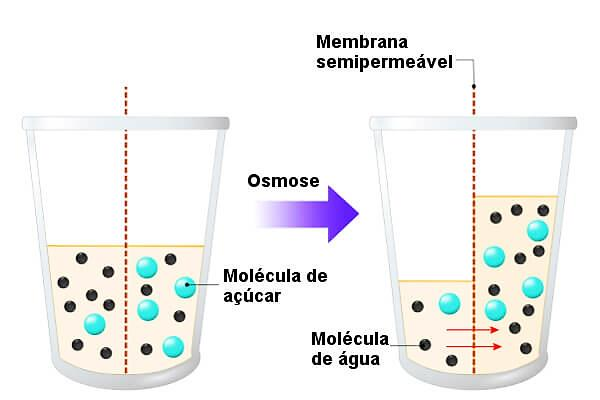 Membrana
semipermeável
Osmose
Molécula de
açúcar
Molécula
de água